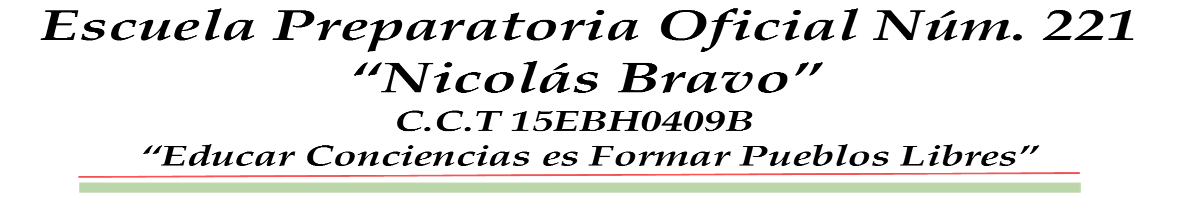 Escuela Preparatoria Oficial Núm. 221
“Nicolás Bravo”
C.C.T 15EBH0409B
“Educar Conciencias es Formar Pueblos Libres”